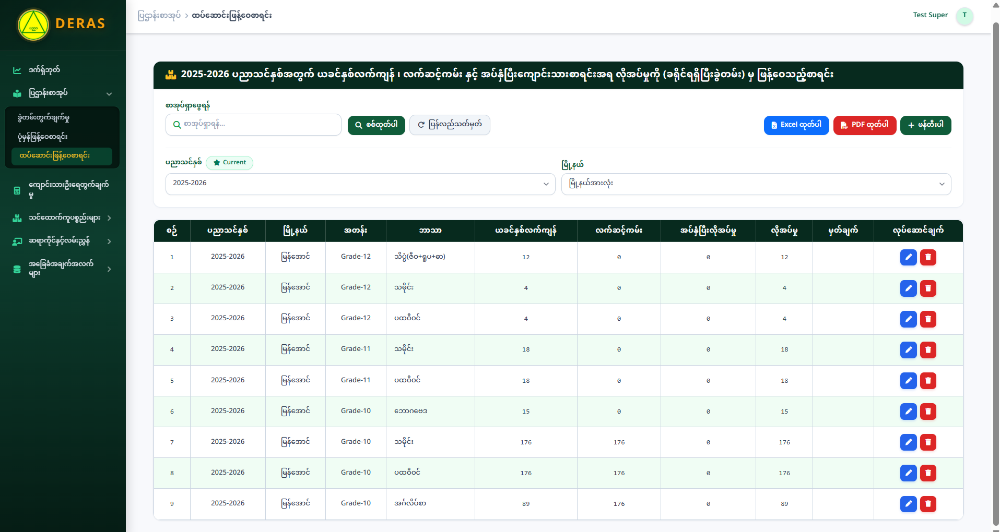 ပညာ
DERAS
ဒက်ရှ်ဘုတ်
ပြဌာန်းစာအုပ်
ခွဲတမ်းတွက်ချက်မှု
ပုံမှန်ဖြန့်ဝေစာရင်း
ထပ်ဆောင်းဖြန့်ဝေစာရင်း
ကျောင်းသားဦးရေတွက်ချက်
မှု
သင်ထောက်ကူပစ္စည်းများ
ဆရာကိုင်နှင့်လမ်းညွှန်
အခြေခံအချက်အလက်
များ
ပြဌာန်းစာအုပ် > ထပ်ဆောင်းဖြန့်ဝေစာရင်း
Test Super T
2025-2026 ပညာသင်နှစ်အတွက် ယခင်နှစ်လက်ကျန် ၊ လက်ဆင့်ကမ်း နှင့် အပ်နှံပြီးကျောင်းသားစာရင်းအရ လိုအပ်မှုကို (ခရိုင်ရရှိပြီးခွဲတမ်း) မှ ဖြန့်ဝေသည့်စာရင်း
စာအုပ်ရှာဖွေရန်
စာအုပ်ရှာရန်...
စစ်ထုတ်ပါ
ပြန်လည်သတ်မှတ်
Excel ထုတ်ပါ
PDF ထုတ်ပါ
+ ဖန်တီးပါ
ပညာသင်နှစ် Current
2025-2026
မြို့နယ်
မြို့နယ်အားလုံး
စဉ် ပညာသင်နှစ် မြို့နယ် အတန်း ဘာသာ ယခင်နှစ်လက်ကျန် လက်ဆင့်ကမ်း အပ်နှံပြီးလိုအပ်မှု လိုအပ်မှု မှတ်ချက် လုပ်ဆောင်ချက်
1 2025-2026 မြန်အောင် Grade-12 သိပ္ပံ(ဇီဝ+ရူပ+ဓာ) 12 0 0 12
2 2025-2026 မြန်အောင် Grade-12 သမိုင်း 4 0 0 4
3 2025-2026 မြန်အောင် Grade-12 ပထဝီဝင် 4 0 0 4
4 2025-2026 မြန်အောင် Grade-11 သမိုင်း 18 0 0 18
5 2025-2026 မြန်အောင် Grade-11 ပထဝီဝင် 18 0 0 18
6 2025-2026 မြန်အောင် Grade-10 ဘောဂဗေဒ 15 0 0 15
7 2025-2026 မြန်အောင် Grade-10 သမိုင်း 176 176 0 176
8 2025-2026 မြန်အောင် Grade-10 ပထဝီဝင် 176 176 0 176
9 2025-2026 မြန်အောင် Grade-10 အင်္ဂလိပ်စာ 89 176 0 89